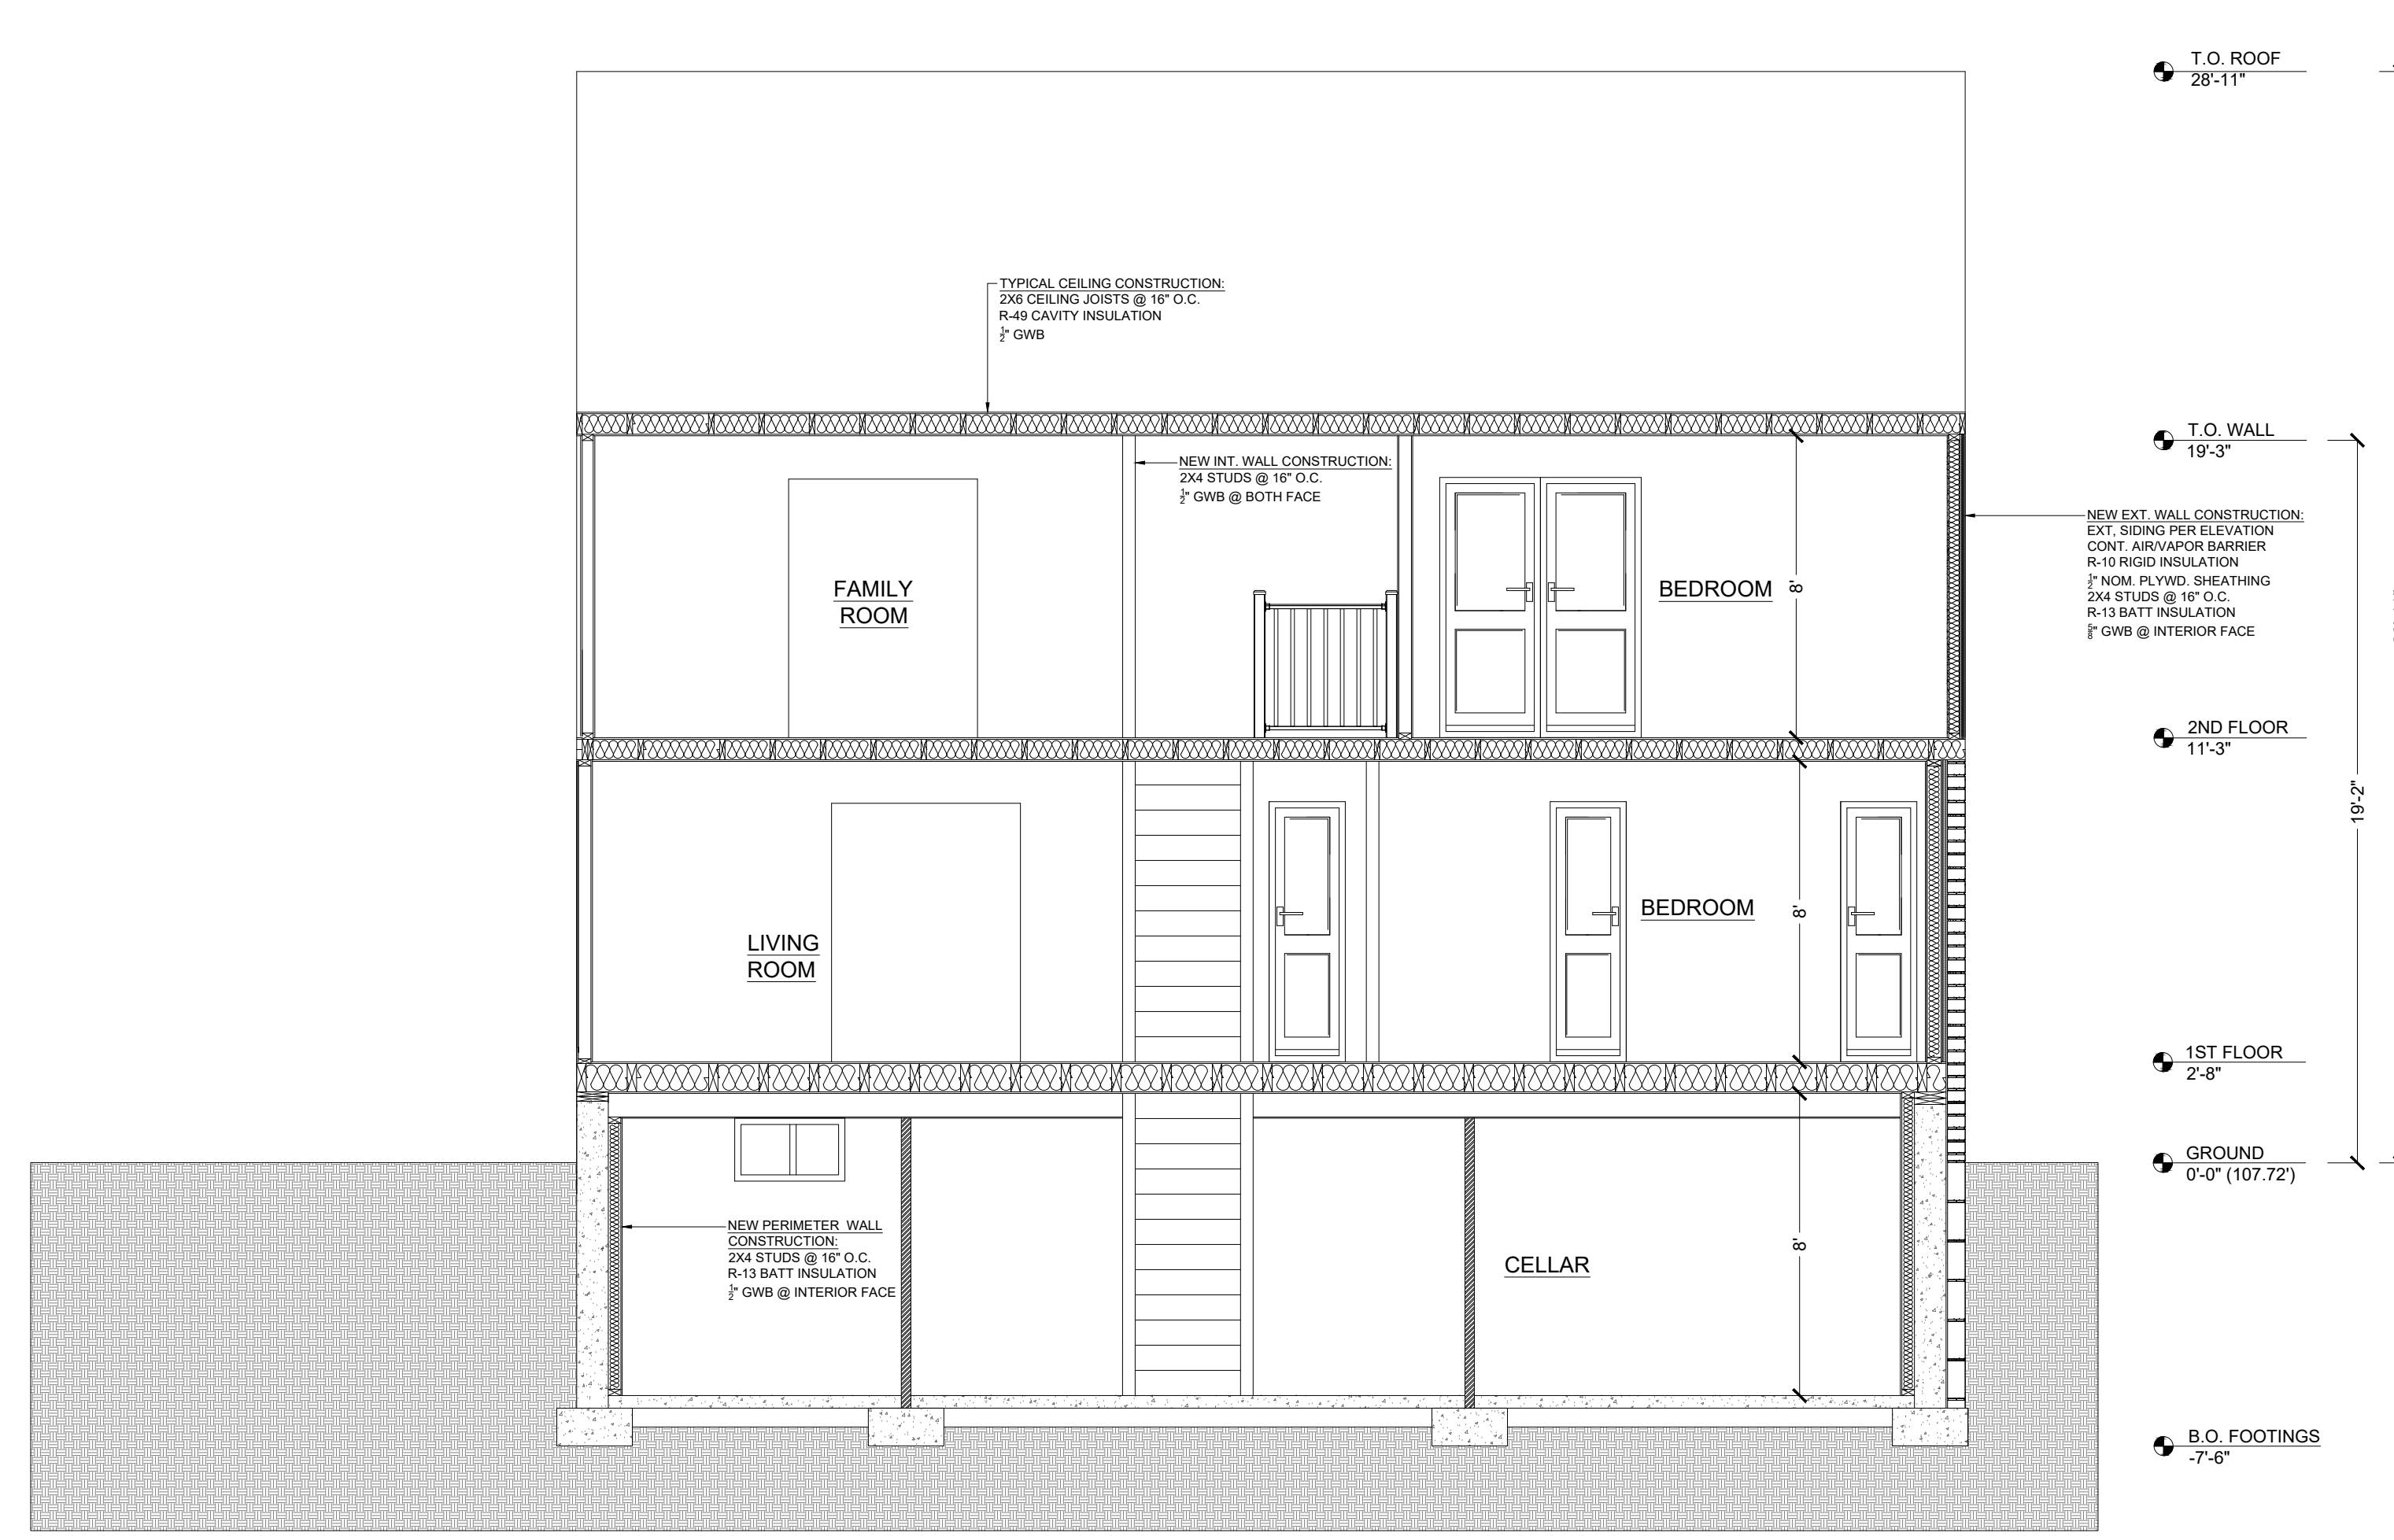 T.O. ROOF
28'-11"
TYPICAL CEILING CONSTRUCTION:
2X6 CEILING JOISTS @ 16" O.C.
R-49 CAVITY INSULATION
½" GWB
T.O. WALL
19'-3"
NEW INT. WALL CONSTRUCTION:
2X4 STUDS @ 16" O.C.
½" GWB @ BOTH FACE
NEW EXT. WALL CONSTRUCTION:
EXT, SIDING PER ELEVATION
CONT. AIR/VAPOR BARRIER
R-10 RIGID INSULATION
½" NOM. PLYWD. SHEATHING
2X4 STUDS @ 16" O.C.
R-13 BATT INSULATION
⅝" GWB @ INTERIOR FACE
FAMILY
ROOM
BEDROOM
8'
2ND FLOOR
11'-3"
19'-2"
LIVING
ROOM
BEDROOM
8'
1ST FLOOR
2'-8"
GROUND
0'-0" (107.72')
NEW PERIMETER WALL
CONSTRUCTION:
2X4 STUDS @ 16" O.C.
R-13 BATT INSULATION
½" GWB @ INTERIOR FACE
CELLAR
8'
B.O. FOOTINGS
-7'-6"